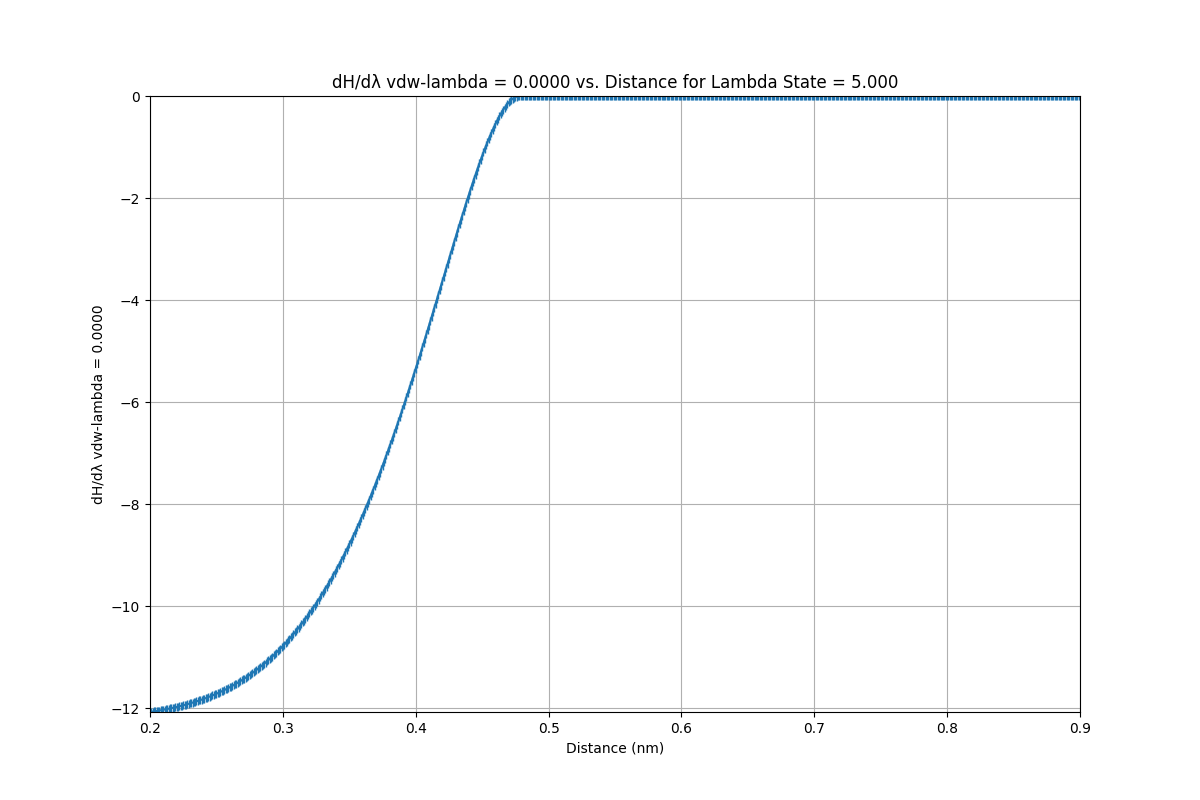 dH/dλ vdw-lambda = 0.0000 vs. Distance for Lambda State = 5.000
0
−2
−4
−6
−8
−10
−12
dH/dλ vdw-lambda = 0.0000
0.2 0.3 0.4 0.5 0.6 0.7 0.8 0.9
Distance (nm)